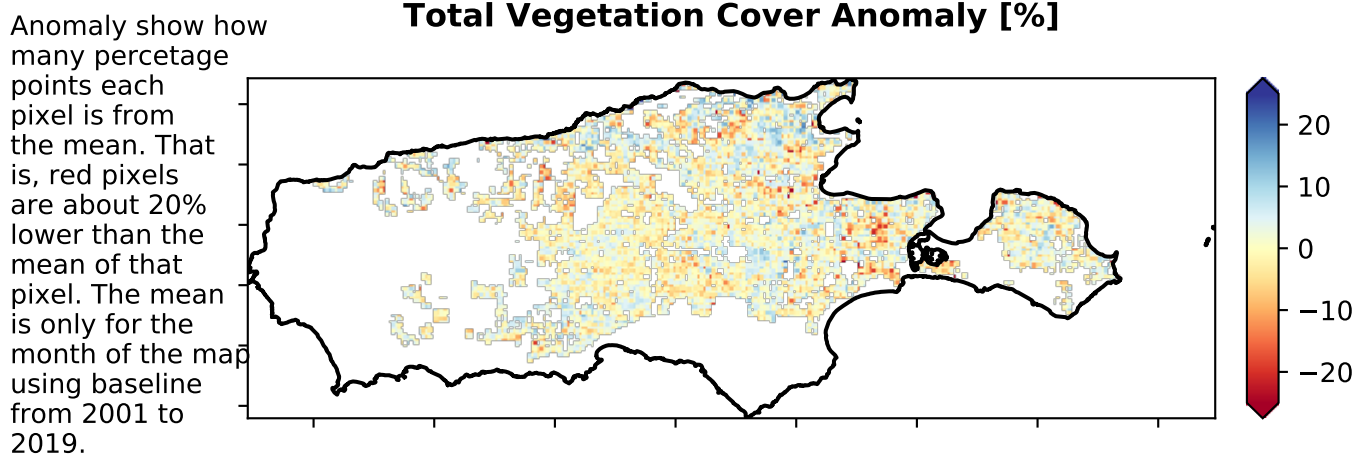 Total Vegetation Cover Anomaly [%]
Anomaly show how
many percetage
points each
pixel is from
the mean. That
is, red pixels
are about 20%
lower than the
mean of that
pixel. The mean
is only for the
month of the map
using baseline
from 2001 to
2019.
20
10
0
−10
−20